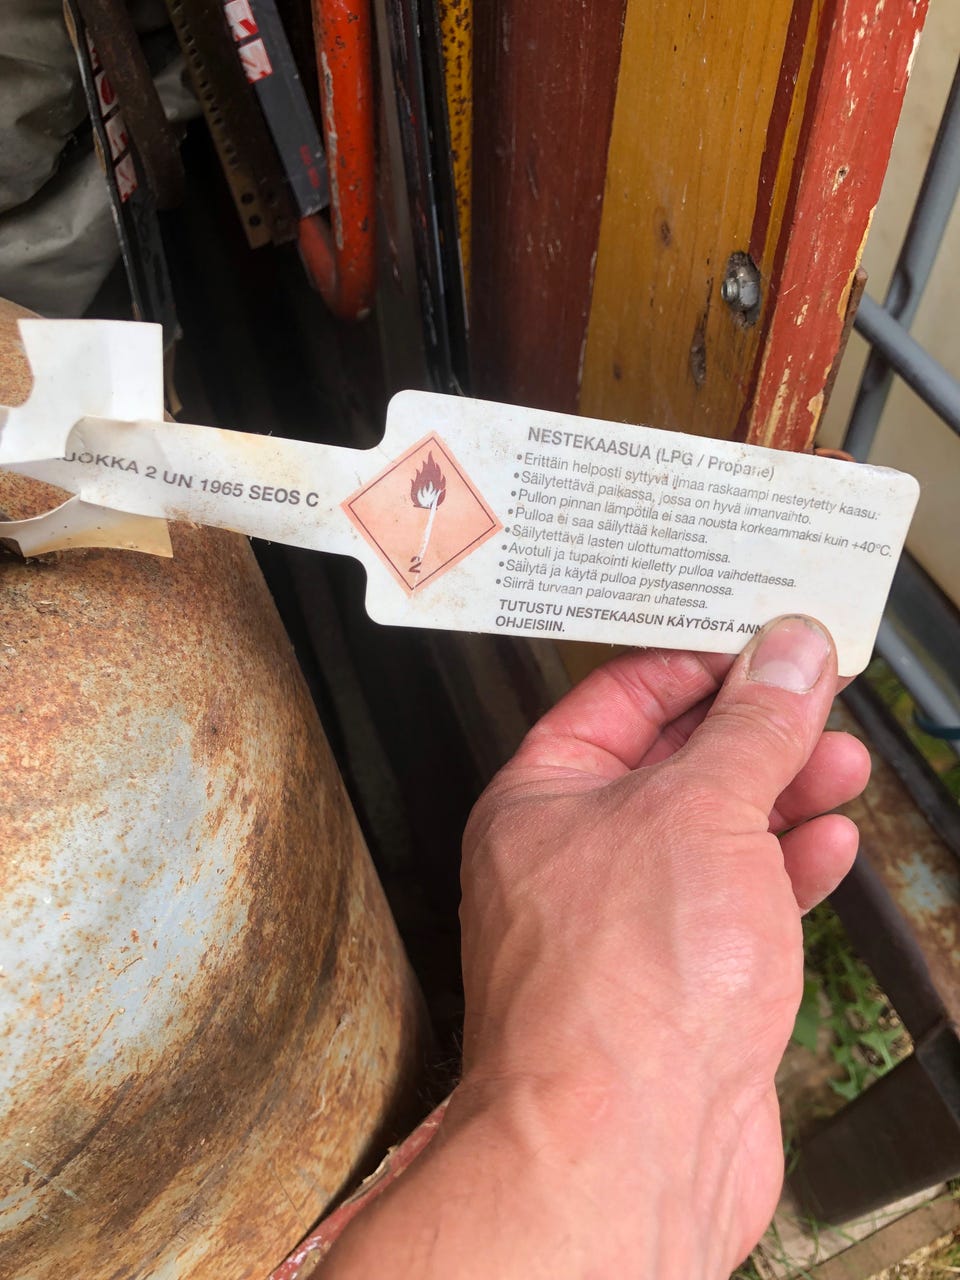 LUOKKA 2 UN 1965 SEOS C
2
NESTEKAASUA (LPG / Propane)
• Erittäin helposti syttyvä ilmaa raskaampi nesteytetty kaasu:
• Säilytettävä paikassa, jossa on hyvä ilmanvaihto.
• Pullon pinnan lämpötila ei saa nousta korkeammaksi kuin +40°C.
• Pulloa ei saa säilyttää kellarissa.
• Säilytettävä lasten ulottumattomissa.
• Avotuli ja tupakointi kielletty pulloa vaihdettaessa.
• Säilytä ja käytä pulloa pystyasennossa.
• Siirrä turvaan palovaaran uhatessa.
TUTUSTU NESTEKAASUN KÄYTÖSTÄ ANN
OHJEISIIN.